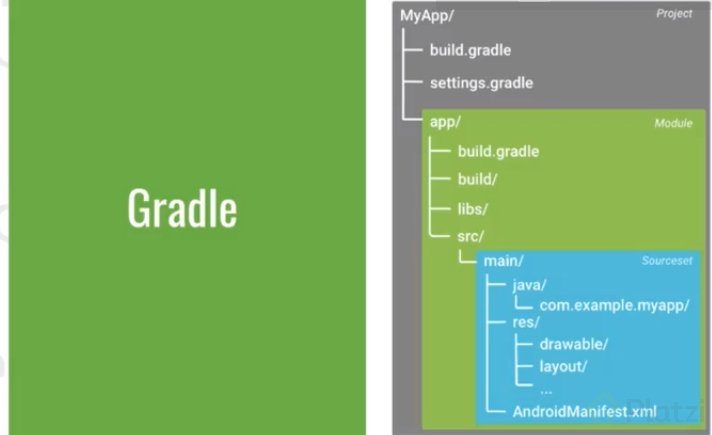 Gradle
MyApp/ Project
build.gradle
settings.gradle
app/ Module
build.gradle
build/
libs/
src/
main/ Sourceset
java/
com.example.myapp/
res/
drawable/
layout/
...
AndroidManifest.xml
Platzi